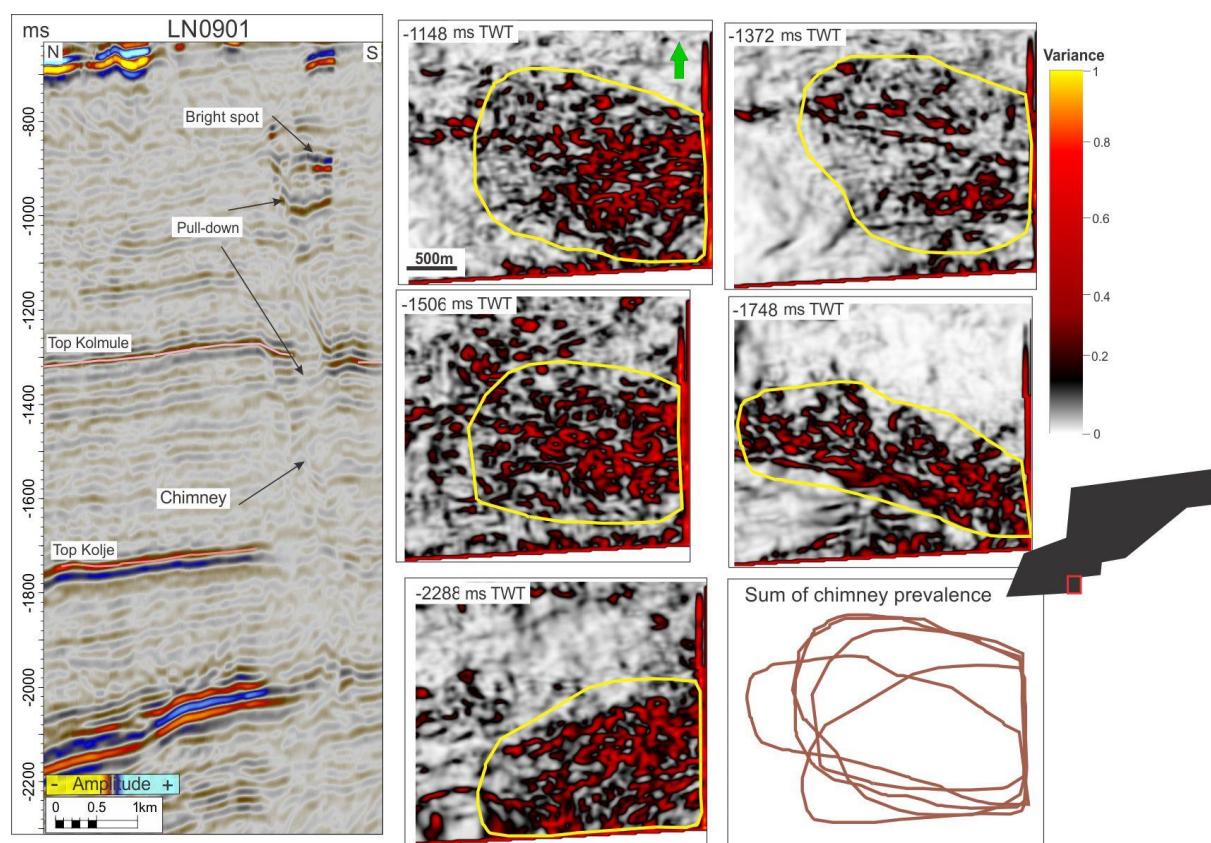 LN0901
ms
N
S
-800
-1000
-1200
-1400
-1600
-1800
-2000
-2200
Bright spot
Pull-down
Top Kolmule
Chimney
Top Kolje
- Amplitude +
0 0.5 1km
-1148 ms TWT
500m
-1372 ms TWT
-1506 ms TWT
-1748 ms TWT
-2288 ms TWT
Sum of chimney prevalence
Variance
1
0.8
0.6
0.4
0.2
0